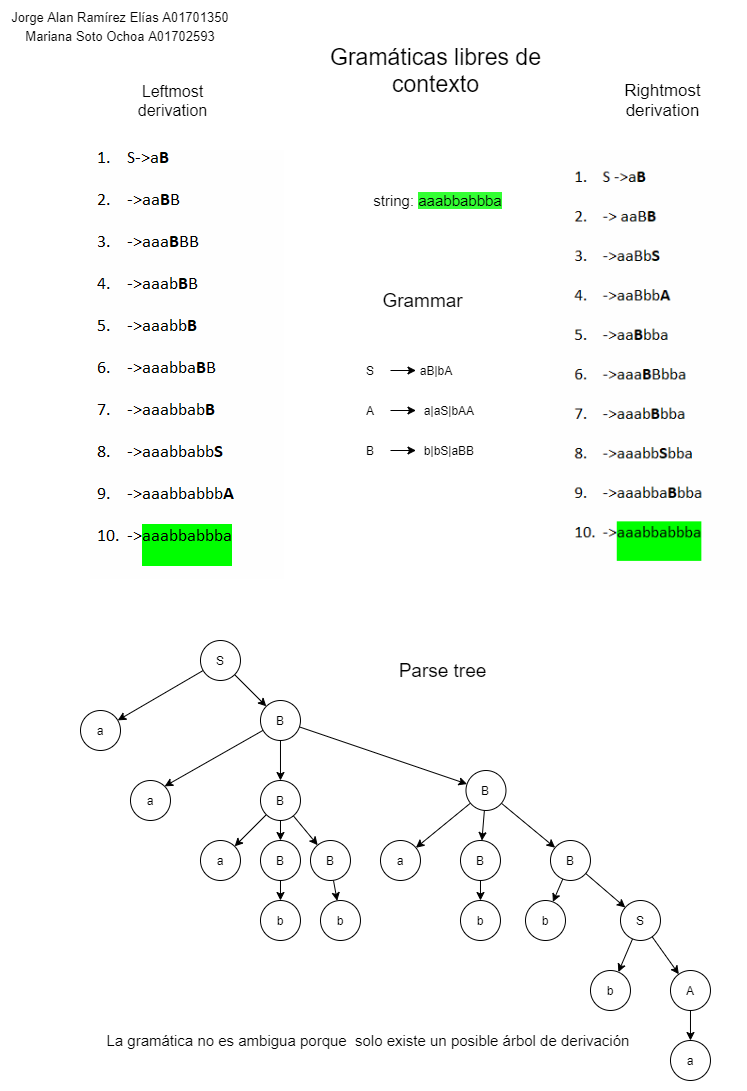 Jorge Alan Ramírez Elías A01701350
Mariana Soto Ochoa A01702593
Gramáticas libres de
contexto
Leftmost
derivation
1. S->aB
2. ->aaBB
3. ->aaaBBB
4. ->aaabBB
5. ->aaabbB
6. ->aaabbaBB
7. ->aaabbabB
8. ->aaabbabbS
9. ->aaabbabbbA
10. ->aaabbabbba
string: aaabbabbba
Grammar
S aB|bA
A a|aS|bAA
B b|bS|aBB
Rightmost
derivation
1. S ->aB
2. -> aaBB
3. ->aaBbS
4. ->aaBbbA
5. ->aaBbba
6. ->aaaBBbba
7. ->aaabBbba
8. ->aaabbSbba
9. ->aaabbaBbba
10. ->aaabbabbba
Parse tree
S
a
B
a
B
B
a
B
B
a
B
B
b
b
b
b
S
b
A
a
La gramática no es ambigua porque solo existe un posible árbol de derivación